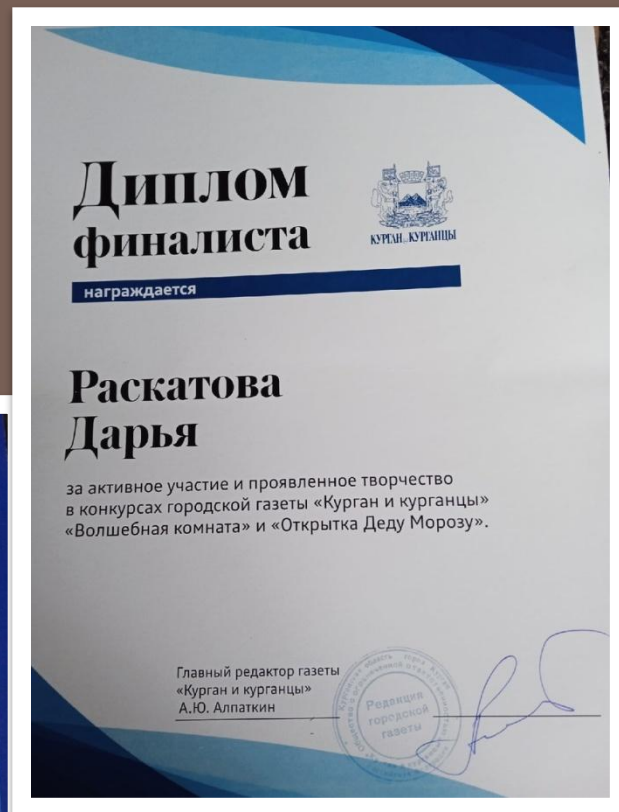 Диплом
финалиста
КУРГАН и КУРГАНЦЫ
награждается
Раскатова
Дарья
за активное участие и проявленное творчество
в конкурсах городской газеты «Курган и курганцы»
«Волшебная комната» и «Открытка Деду Морозу».
Главный редактор газеты
«Курган и курганцы»
А.Ю. Алпаткин
Редакция
городской
газеты